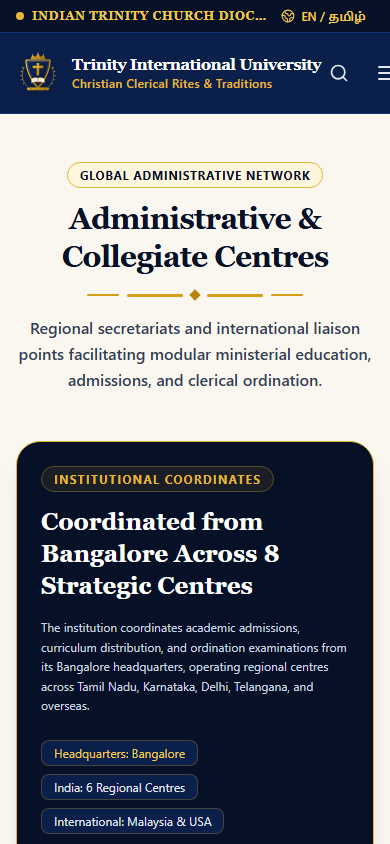 INDIAN TRINITY CHURCH DIOC...
EN / தமிழ்
Trinity International University
Christian Clerical Rites & Traditions
GLOBAL ADMINISTRATIVE NETWORK
Administrative &
Collegiate Centres
Regional secretariats and international liaison
points facilitating modular ministerial education,
admissions, and clerical ordination.
INSTITUTIONAL COORDINATES
Coordinated from
Bangalore Across 8
Strategic Centres
The institution coordinates academic admissions,
curriculum distribution, and ordination examinations from
its Bangalore headquarters, operating regional centres
across Tamil Nadu, Karnataka, Delhi, Telangana, and
overseas.
Headquarters: Bangalore
India: 6 Regional Centres
International: Malaysia & USA